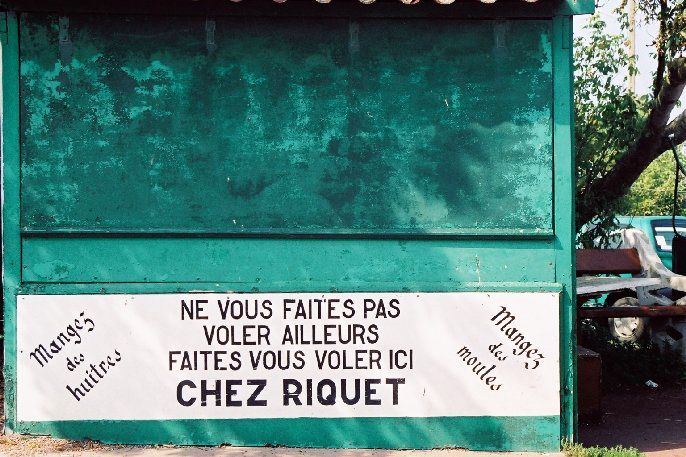 Mangez
des
huîtres
NE VOUS FAITES PAS
VOLER AILLEURS
FAITES VOUS VOLER ICI
CHEZ RIQUET
Mangez
des
moules